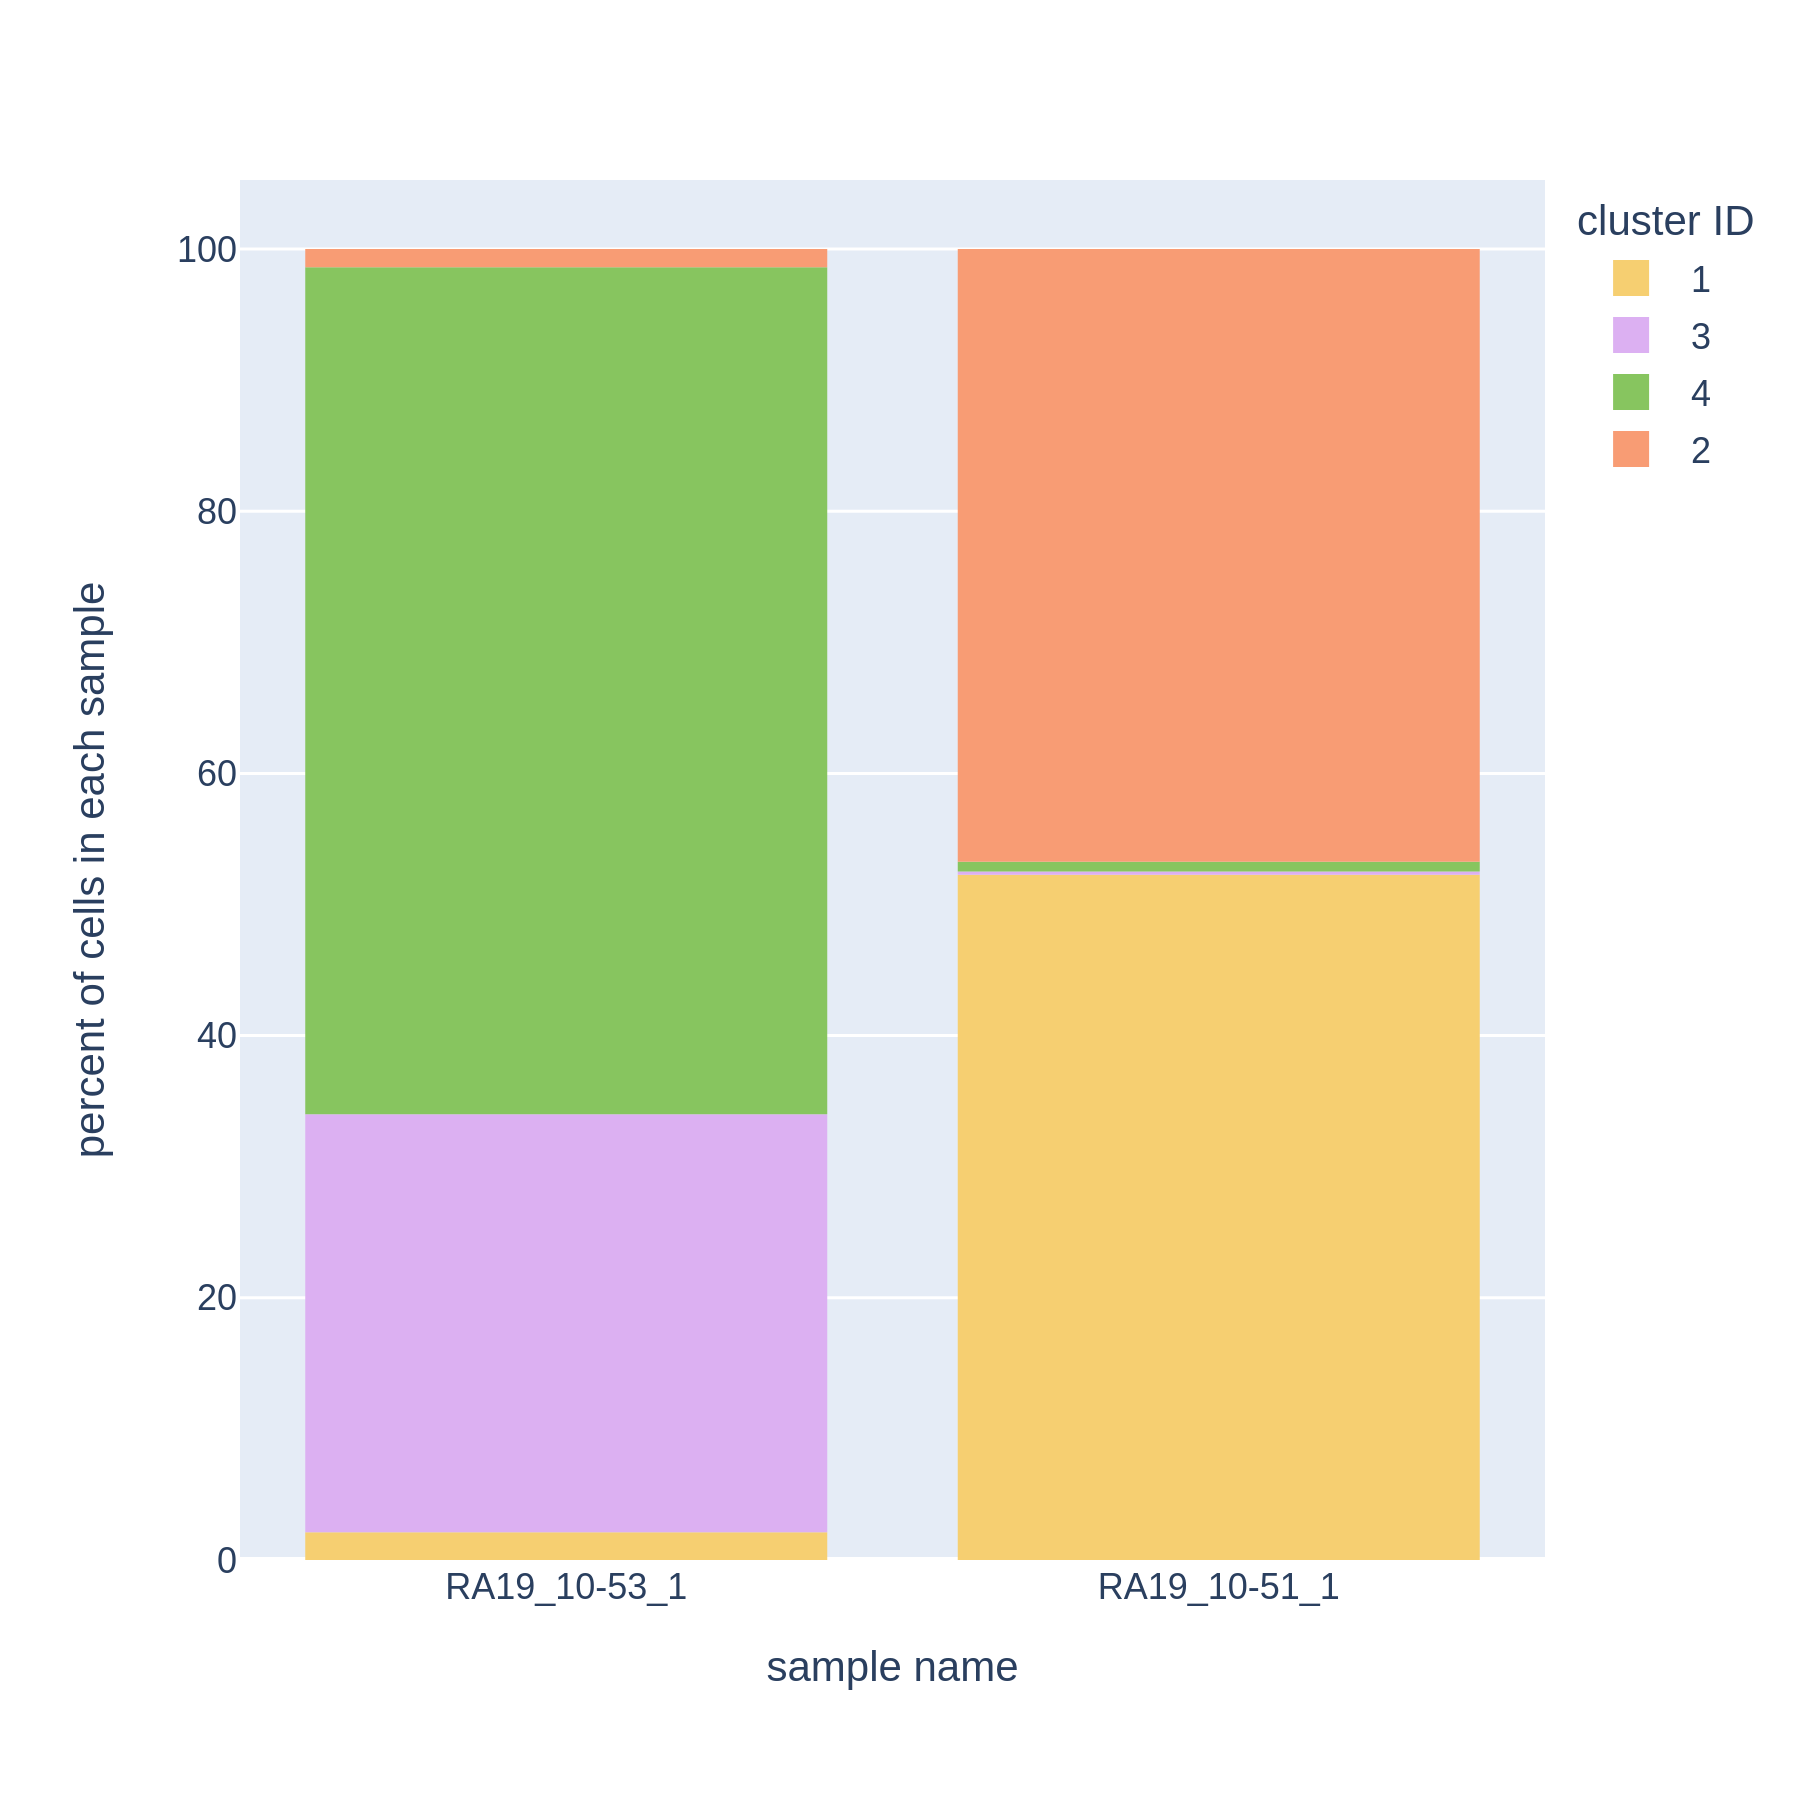 cluster ID
1
3
4
2
percent of cells in each sample
100
80
60
40
20
0
RA19_10-53_1
RA19_10-51_1
sample name